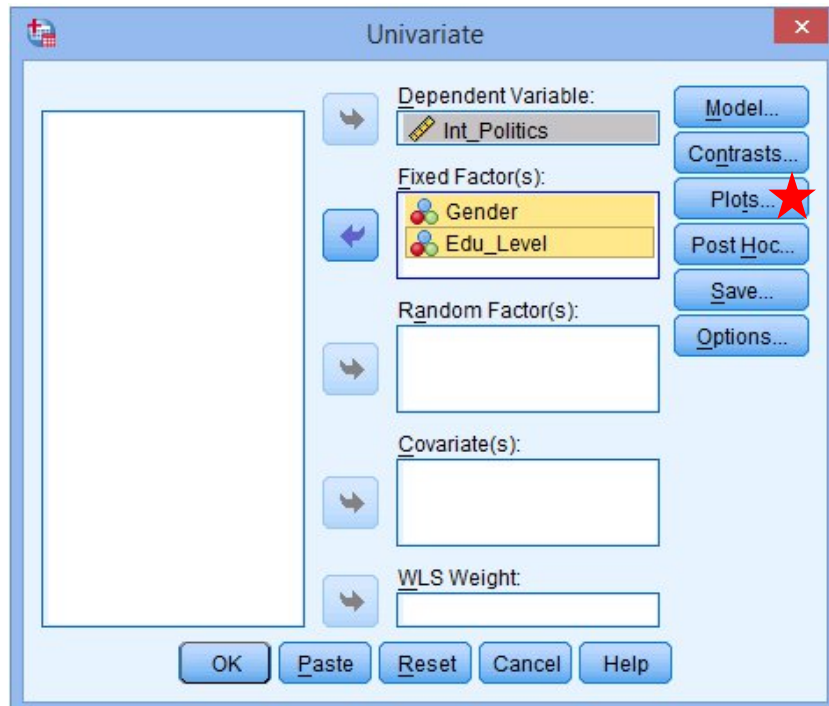 Univariate
Dependent Variable:
Int_Politics
Fixed Factor(s):
Gender
Edu_Level
Random Factor(s):
Covariate(s):
WLS Weight:
Model...
Contrasts...
Plots...
Post Hoc...
Save...
Options...
OK Paste Reset Cancel Help